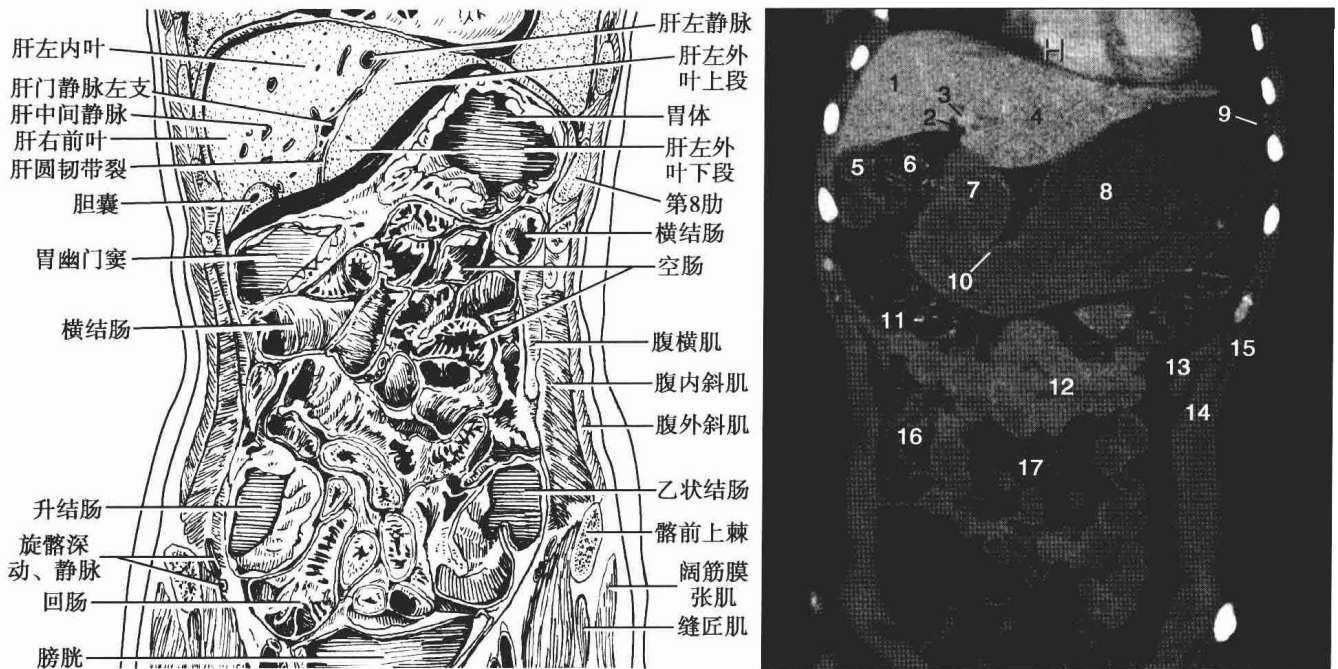 肝左内叶
肝门静脉左支
肝中间静脉
肝右前叶
肝圆韧带裂
胆囊
胃幽门窦
横结肠
升结肠
旋髂深
动、静脉
回肠
膀胱
肝左静脉
肝左外
叶上段
胃体
肝左外
叶下段
第8肋
横结肠
空肠
腹横肌
腹内斜肌
腹外斜肌
乙状结肠
髂前上棘
阔筋膜
张肌
缝匠肌
H
1
3
2
4
9
5
6
7
8
10
11
15
13
12
14
16
17